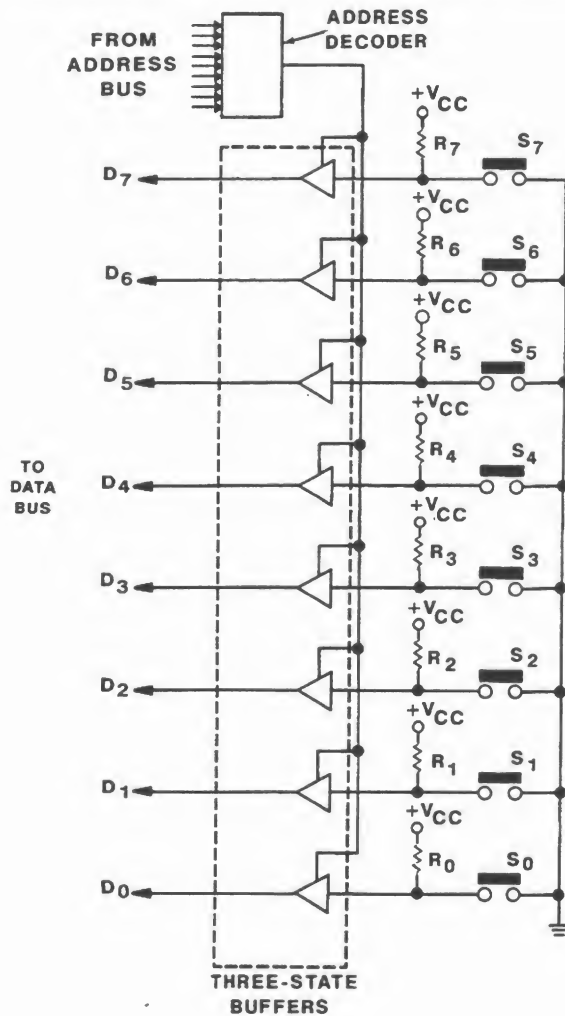 FROM
ADDRESS
BUS
ADDRESS
DECODER
+VCC
R7
S7
D7
+VCC
R6
S6
D6
+VCC
R5
S5
D5
+VCC
R4
S4
D4
TO
DATA
BUS
+VCC
R3
S3
D3
+VCC
R2
S2
D2
+VCC
R1
S1
D1
+VCC
R0
S0
D0
THREE-STATE
BUFFERS